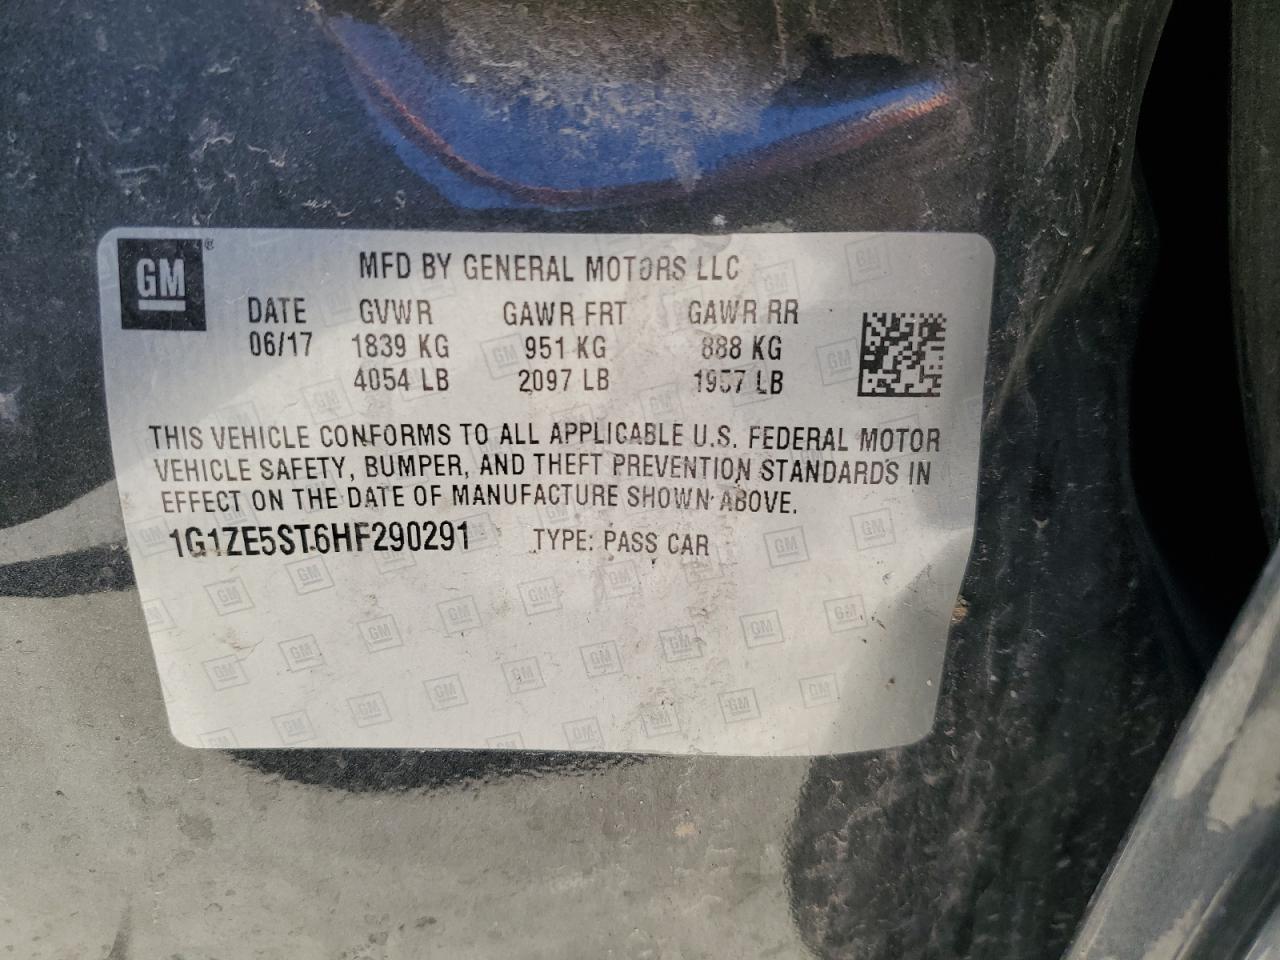 GM®
MFD BY GENERAL MOTORS LLC
DATE GVWR GAWR FRT GAWR RR
06/17 1839 KG 951 KG 888 KG
4054 LB 2097 LB 1957 LB
THIS VEHICLE CONFORMS TO ALL APPLICABLE U.S. FEDERAL MOTOR
VEHICLE SAFETY, BUMPER, AND THEFT PREVENTION STANDARDS IN
EFFECT ON THE DATE OF MANUFACTURE SHOWN ABOVE.
1G1ZE5ST6HF290291 TYPE: PASS CAR